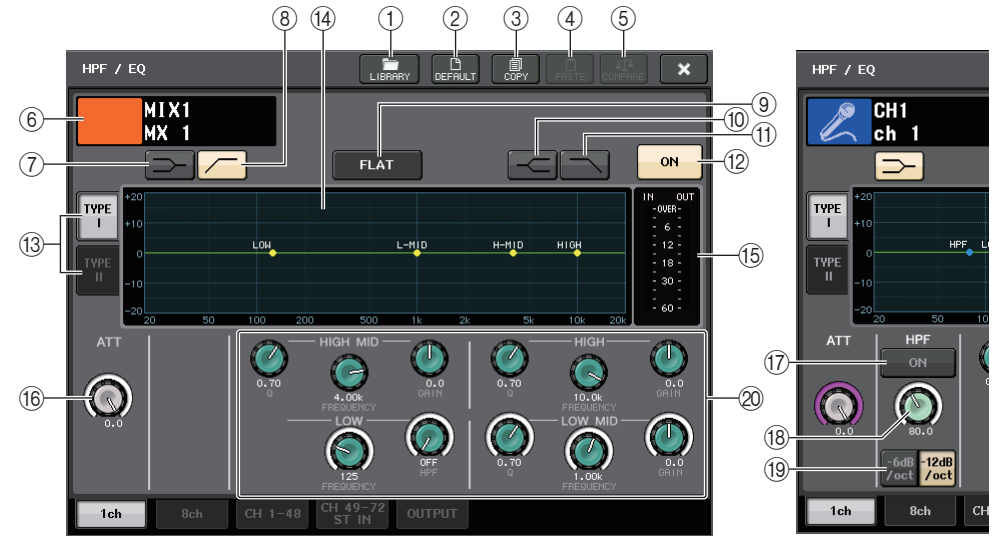 ⑧ ⑭ ① ② ③ ④ ⑤
HPF / EQ
LIBRARY DEFAULT COPY PASTE COMPARE
HPF / EQ
⑥ MIX1
MX 1
⑨
⑩
⑪
CH1
ch 1
⑦ FLAT ON ⑫
TYPE
I
TYPE
II
⑬
+20
+10
0
-10
-20
LOW L-MID H-MID HIGH
20 50 100 200 500 1k 2k 5k 10k 20k
IN OUT
-OVER-
6
12
18
30
60
⑮
TYPE
I
TYPE
II
+20
+10
0
-10
-20
HPF
20 50
ATT
0.0
⑯
HIGH MID
0.70
Q
4.00k
FREQUENCY
0.0
GAIN
HIGH
0.70
Q
10.0k
FREQUENCY
0.0
GAIN
LOW
125
FREQUENCY
OFF
HPF
LOW MID
0.70
Q
1.00k
FREQUENCY
0.0
GAIN
⑳
ATT
0.0
HPF
⑰ ON
⑱ 80.0
⑲ -6dB
/oct
-12dB
/oct
1ch 8ch CH 1-48 CH 49-72
ST IN OUTPUT
1ch 8ch CH